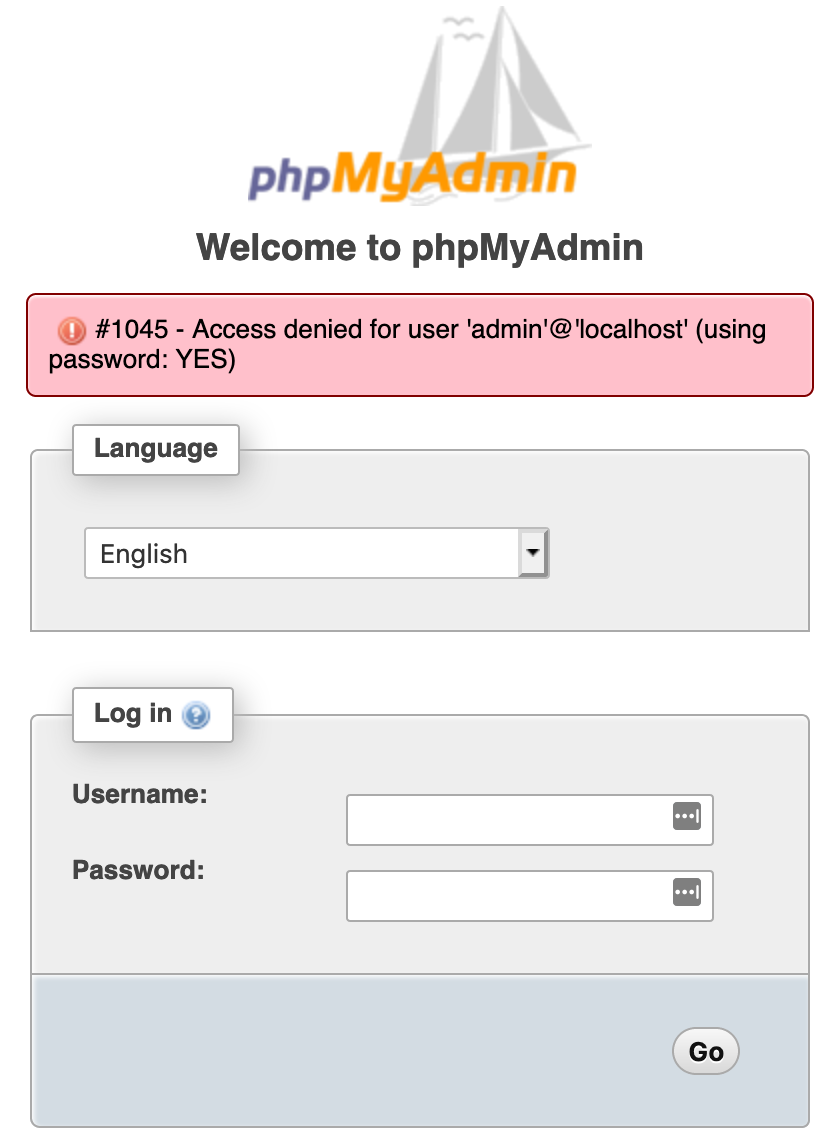 phpMyAdmin
Welcome to phpMyAdmin
#1045 - Access denied for user 'admin'@'localhost' (using
password: YES)
Language
English
Log in
Username:
Password:
Go